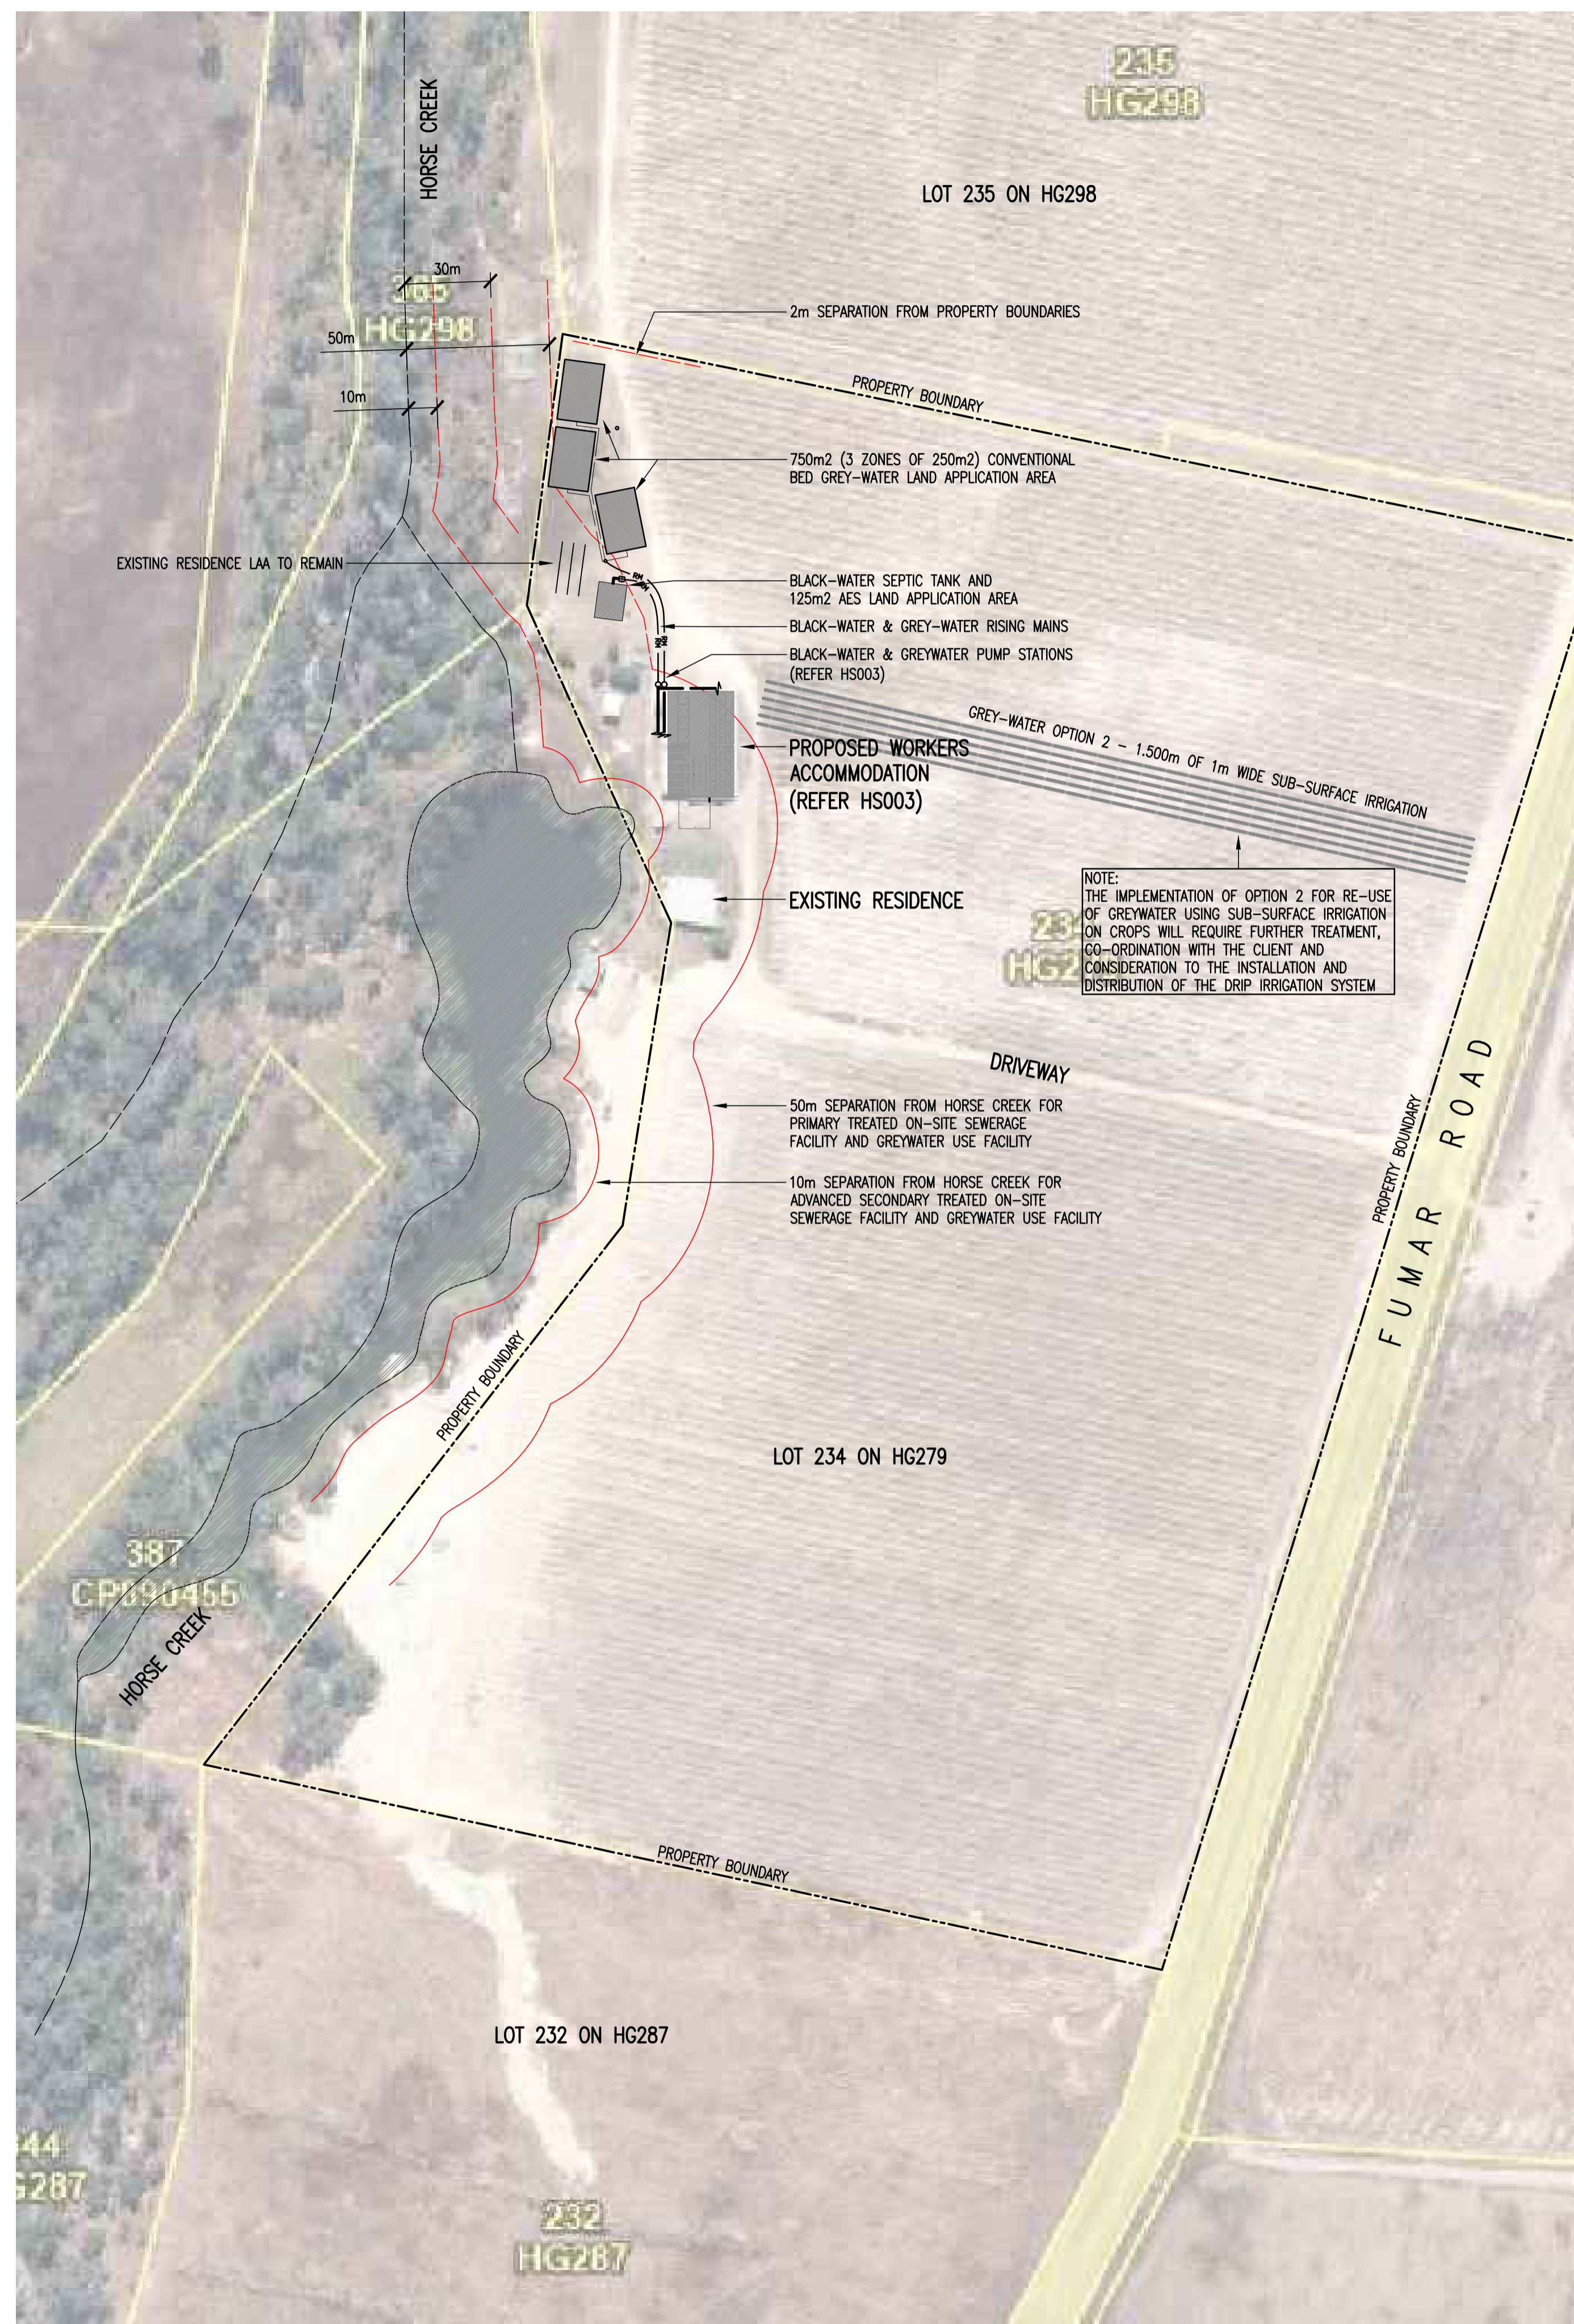 235
HG298
HORSE CREEK
LOT 235 ON HG298
30m
HG298
2m SEPARATION FROM PROPERTY BOUNDARIES
50m
PROPERTY BOUNDARY
10m
750m2 (3 ZONES OF 250m2) CONVENTIONAL
BED GREY-WATER LAND APPLICATION AREA
EXISTING RESIDENCE LAA TO REMAIN
RM
RM
BLACK-WATER SEPTIC TANK AND
125m2 AES LAND APPLICATION AREA
BLACK-WATER & GREY-WATER RISING MAINS
RM
RM
BLACK-WATER & GREYWATER PUMP STATIONS
(REFER HS003)
GREY-WATER OPTION 2 - 1.500m OF 1m WIDE SUB-SURFACE IRRIGATION
PROPOSED WORKERS
ACCOMMODATION
(REFER HS003)
NOTE:
THE IMPLEMENTATION OF OPTION 2 FOR RE-USE
OF GREYWATER USING SUB-SURFACE IRRIGATION
ON CROPS WILL REQUIRE FURTHER TREATMENT,
CO-ORDINATION WITH THE CLIENT AND
CONSIDERATION TO THE INSTALLATION AND
DISTRIBUTION OF THE DRIP IRRIGATION SYSTEM
EXISTING RESIDENCE
DRIVEWAY
50m SEPARATION FROM HORSE CREEK FOR
PRIMARY TREATED ON-SITE SEWERAGE
FACILITY AND GREYWATER USE FACILITY
PROPERTY BOUNDARY
FUMAR ROAD
10m SEPARATION FROM HORSE CREEK FOR
ADVANCED SECONDARY TREATED ON-SITE
SEWERAGE FACILITY AND GREYWATER USE FACILITY
PROPERTY BOUNDARY
LOT 234 ON HG279
387
CP890455
HORSE CREEK
PROPERTY BOUNDARY
LOT 232 ON HG287
232
HG287